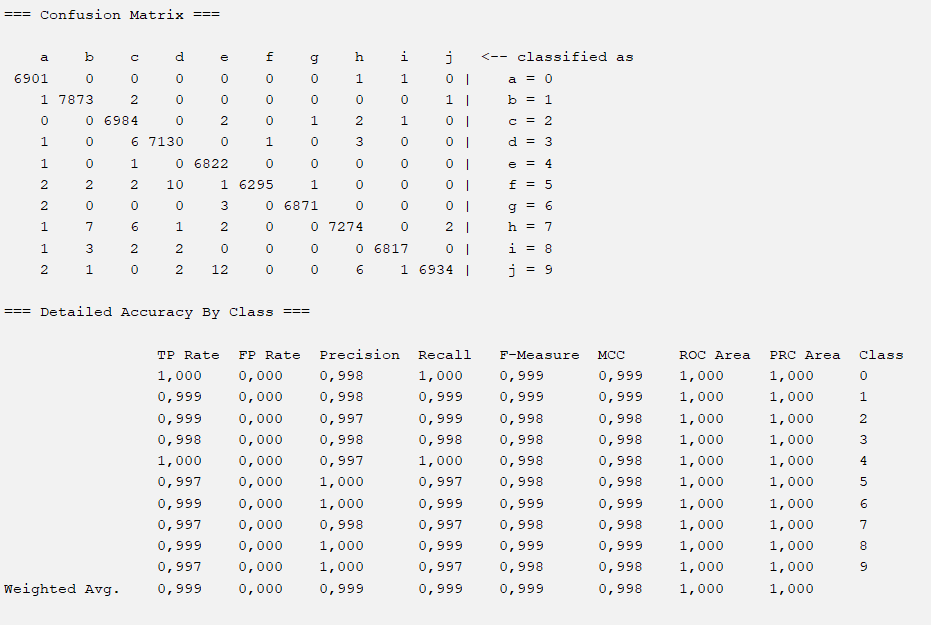 === Confusion Matrix ===
a b c d e f g h i j <-- classified as
6901 0 0 0 0 0 0 1 1 0 | a = 0
1 7873 2 0 0 0 0 0 0 1 | b = 1
0 0 6984 0 2 0 1 2 1 0 | c = 2
1 0 6 7130 0 1 0 3 0 0 | d = 3
1 0 1 0 6822 0 0 0 0 0 | e = 4
2 2 2 10 1 6295 1 0 0 0 | f = 5
2 0 0 0 3 0 6871 0 0 0 | g = 6
1 7 6 1 2 0 0 7274 0 2 | h = 7
1 3 2 2 0 0 0 0 6817 0 | i = 8
2 1 0 2 12 0 0 6 1 6934 | j = 9
=== Detailed Accuracy By Class ===
TP Rate FP Rate Precision Recall F-Measure MCC ROC Area PRC Area Class
1,000 0,000 0,998 1,000 0,999 0,999 1,000 1,000 0
0,999 0,000 0,998 0,999 0,999 0,999 1,000 1,000 1
0,999 0,000 0,997 0,999 0,998 0,998 1,000 1,000 2
0,998 0,000 0,998 0,998 0,998 0,998 1,000 1,000 3
1,000 0,000 0,997 1,000 0,998 0,998 1,000 1,000 4
0,997 0,000 1,000 0,997 0,998 0,998 1,000 1,000 5
0,999 0,000 1,000 0,999 0,999 0,999 1,000 1,000 6
0,997 0,000 0,998 0,997 0,998 0,998 1,000 1,000 7
0,999 0,000 1,000 0,999 0,999 0,999 1,000 1,000 8
0,997 0,000 1,000 0,997 0,998 0,998 1,000 1,000 9
Weighted Avg. 0,999 0,000 0,999 0,999 0,999 0,998 1,000 1,000